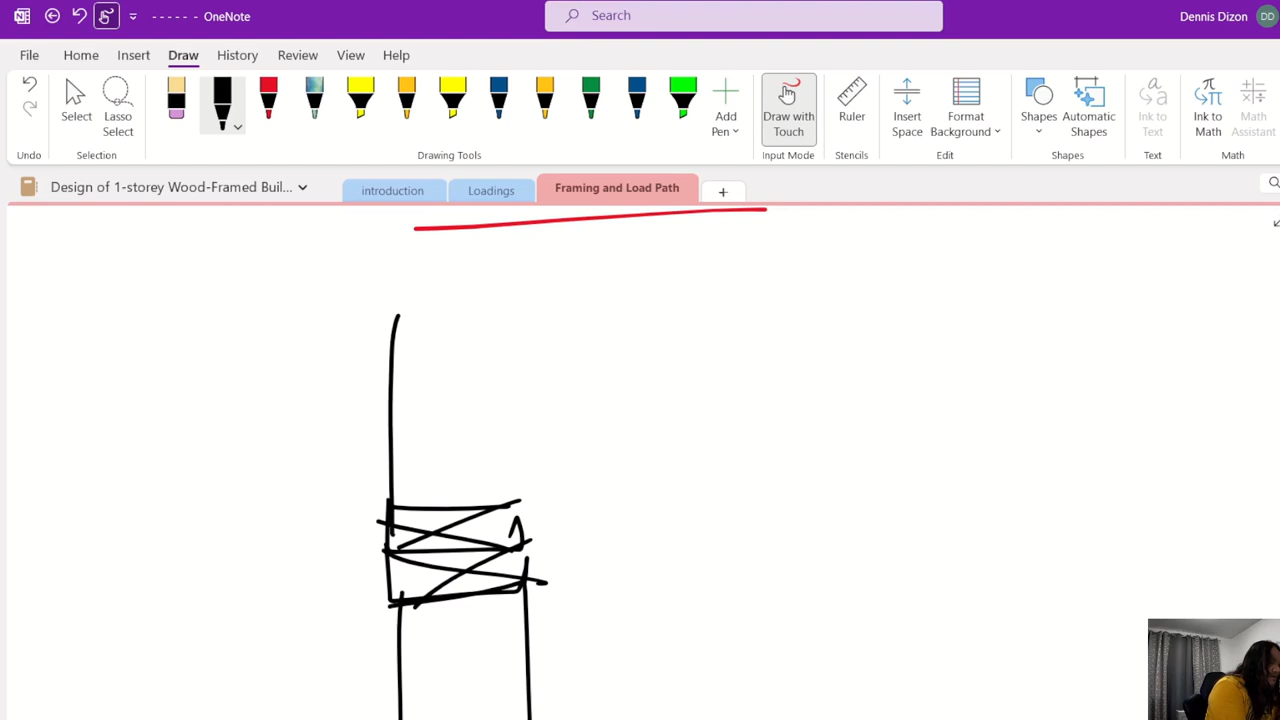 - - - - - - OneNote
Search
Dennis Dizon DD
File Home Insert Draw History Review View Help
Select Lasso Select Add Pen Draw with Touch Ruler Insert Space Format Background Shapes Automatic Shapes Ink to Text Ink to Math Math Assistant
Undo Selection Drawing Tools Input Mode Stencils Edit Shapes Text Math
Design of 1-storey Wood-Framed Buil... introduction Loadings Framing and Load Path +